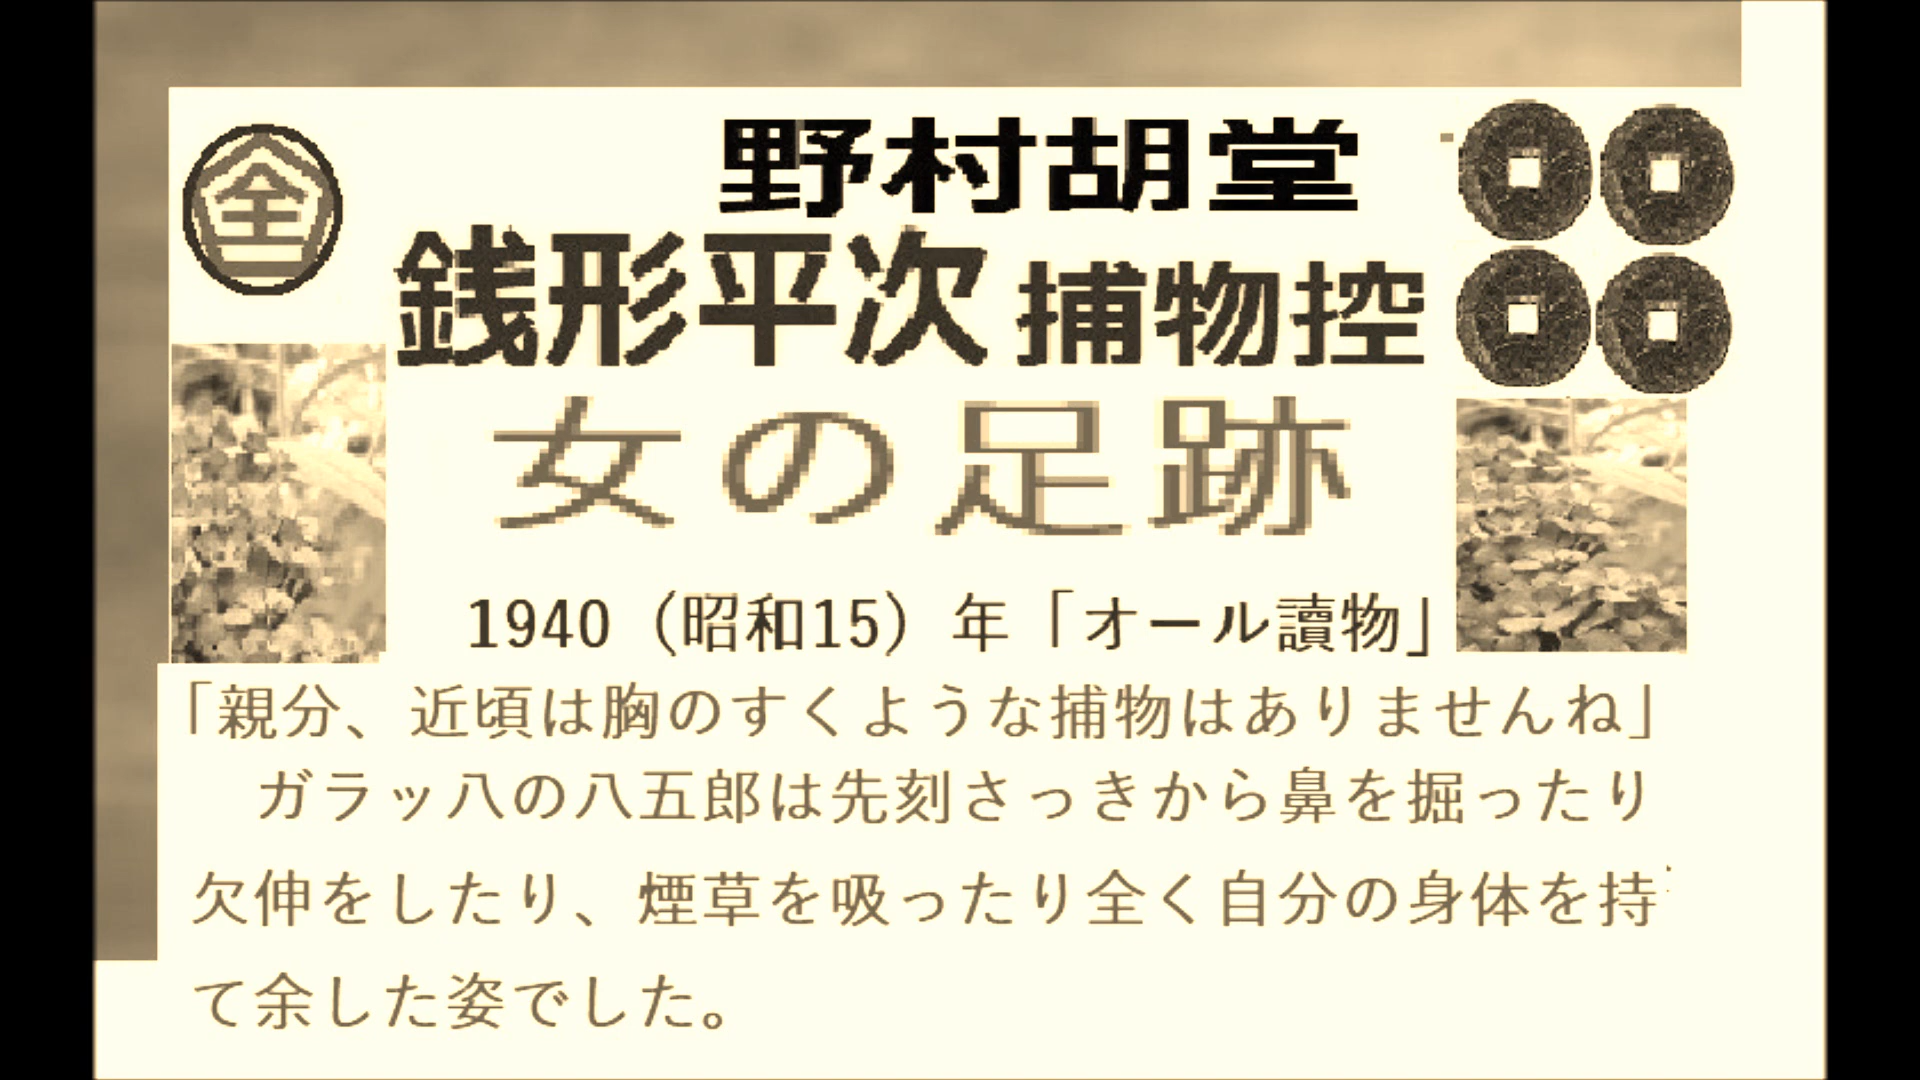 全
野村胡堂
銭形平次 捕物控
女の足跡
1940（昭和15）年「オール讀物」
「親分、近頃は胸のすくような捕物はありませんね」
ガラッ八の八五郎は先刻さっきから鼻を掘ったり
欠伸をしたり、煙草を吸ったり全く自分の身体を持
て余した姿でした。